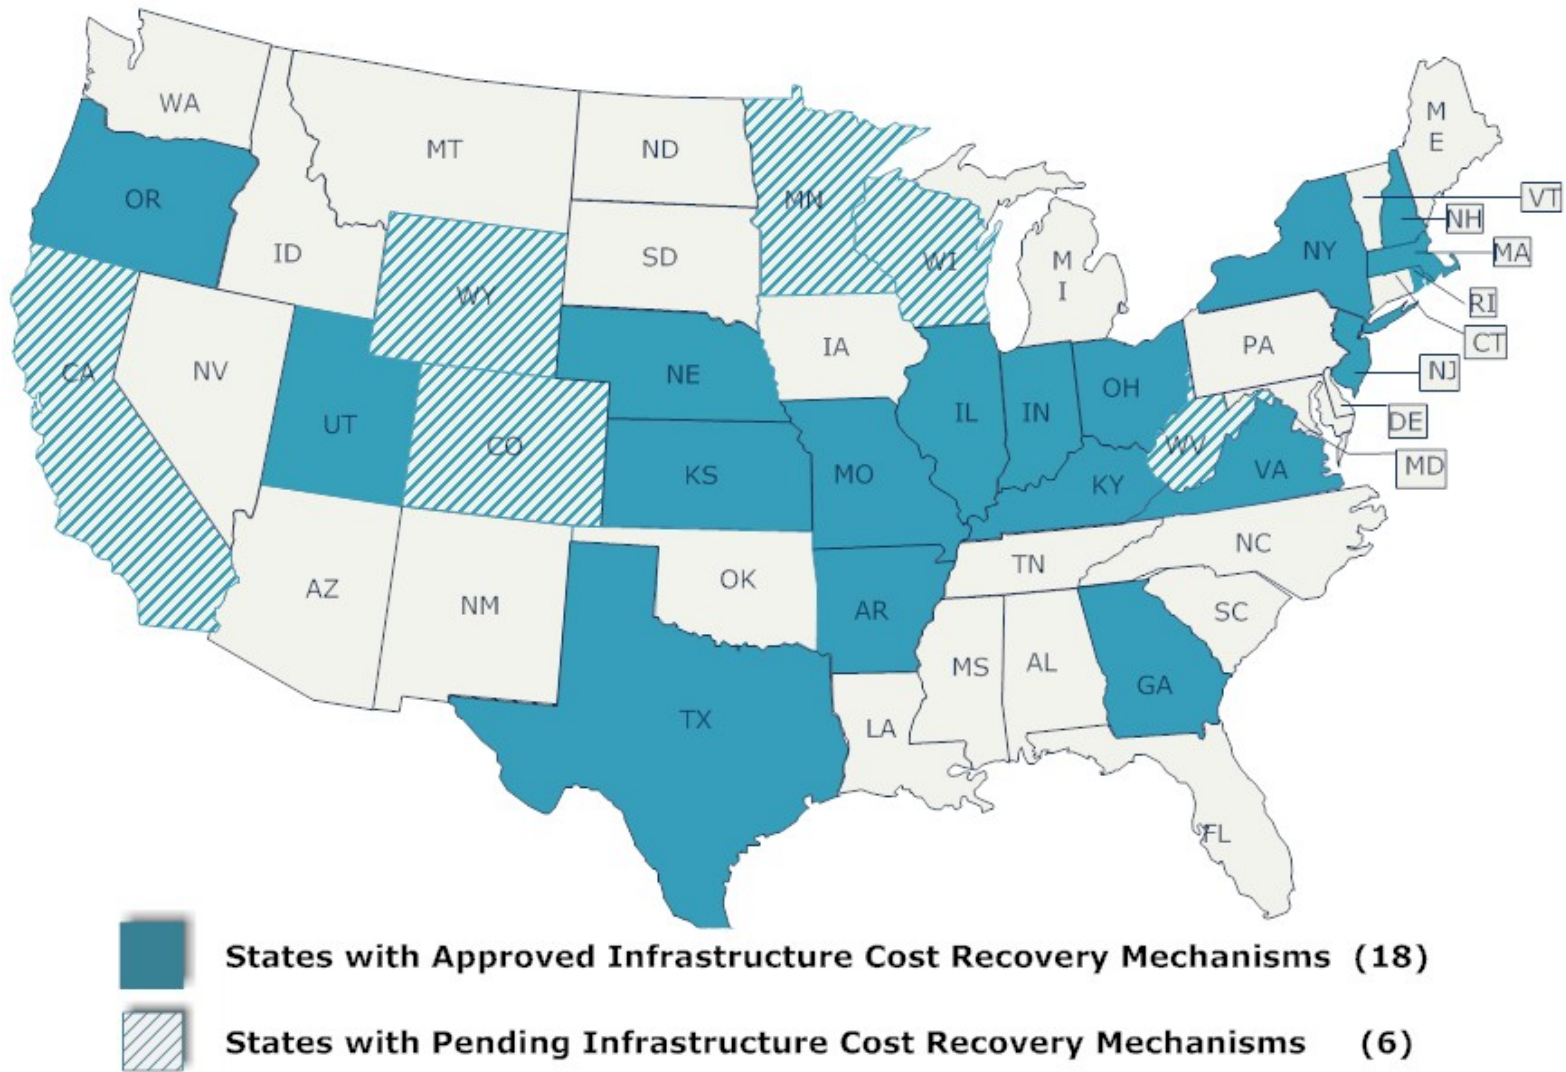 WA
MT
ND
M
E
OR
MN
VT
NH
ID
SD
WI
M
I
NY
MA
WY
RI
CA
NV
NE
IA
PA
CT
NJ
UT
CO
IL
IN
OH
DE
KS
MO
KY
WV
VA
MD
AZ
NM
OK
AR
TN
NC
SC
MS
AL
GA
TX
LA
FL
States with Approved Infrastructure Cost Recovery Mechanisms (18)
States with Pending Infrastructure Cost Recovery Mechanisms (6)